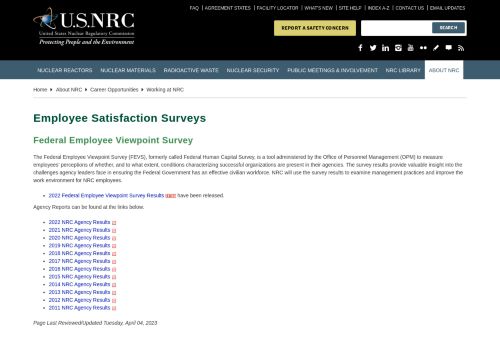 FAQ | AGREEMENT STATES | FACILITY LOCATOR | WHAT'S NEW | SITE HELP | INDEX A-Z | CONTACT US | EMAIL UPDATES
U.S.NRC
United States Nuclear Regulatory Commission
Protecting People and the Environment
REPORT A SAFETY CONCERN
SEARCH
NUCLEAR REACTORS NUCLEAR MATERIALS RADIOACTIVE WASTE NUCLEAR SECURITY PUBLIC MEETINGS & INVOLVEMENT NRC LIBRARY ABOUT NRC
Home About NRC Career Opportunities Working at NRC
Employee Satisfaction Surveys
Federal Employee Viewpoint Survey
The Federal Employee Viewpoint Survey (FEVS), formerly called Federal Human Capital Survey, is a tool administered by the Office of Personnel Management (OPM) to measure
employees' perceptions of whether, and to what extent, conditions characterizing successful organizations are present in their agencies. The survey results provide valuable insight into the
challenges agency leaders face in ensuring the Federal Government has an effective civilian workforce. NRC will use the survey results to examine management practices and improve the
work environment for NRC employees.
2022 Federal Employee Viewpoint Survey Results have been released.
Agency Reports can be found at the links below.
2022 NRC Agency Results
2021 NRC Agency Results
2020 NRC Agency Results
2019 NRC Agency Results
2018 NRC Agency Results
2017 NRC Agency Results
2016 NRC Agency Results
2015 NRC Agency Results
2014 NRC Agency Results
2013 NRC Agency Results
2012 NRC Agency Results
2011 NRC Agency Results
Page Last Reviewed/Updated Tuesday, April 04, 2023